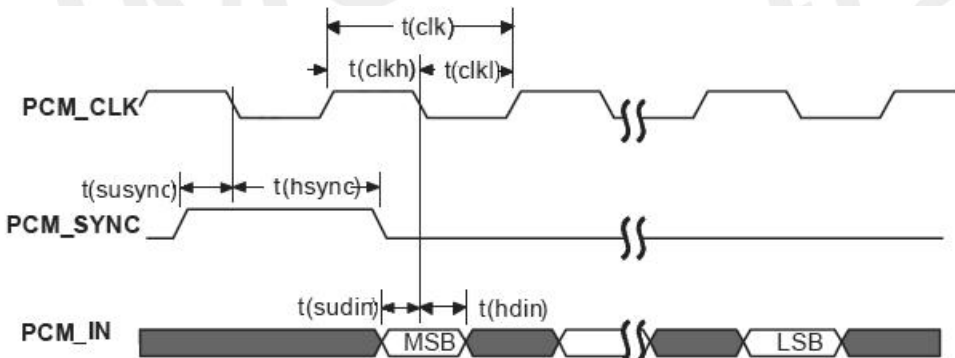 t(clk)
t(clkh) t(clkl)
PCM_CLK
t(susync) t(hsync)
PCM_SYNC
t(sudin) t(hdin)
PCM_IN MSB LSB